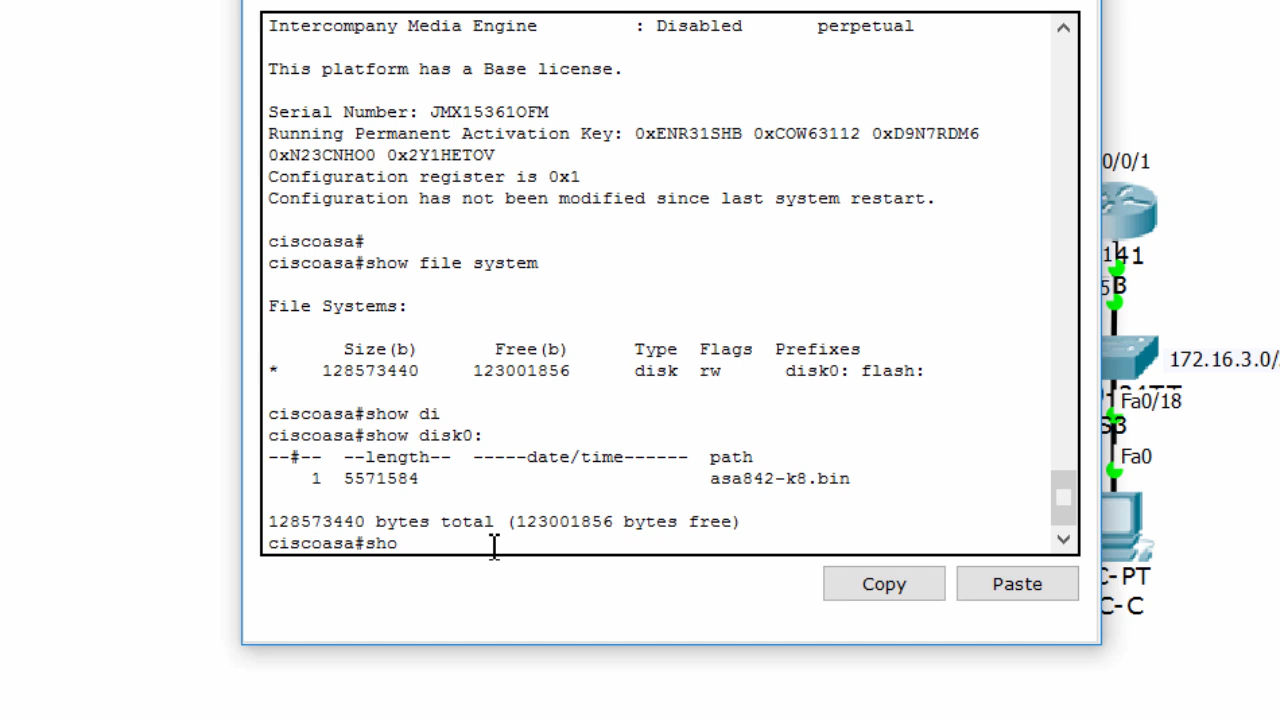 Intercompany Media Engine : Disabled perpetual
This platform has a Base license.
Serial Number: JMX15361OFM
Running Permanent Activation Key: 0xENR31SHB 0xCOW63112 0xD9N7RDM6
0xN23CNHO0 0x2Y1HETOV
Configuration register is 0x1
Configuration has not been modified since last system restart.
ciscoasa#
ciscoasa#show file system
File Systems:
Size(b) Free(b) Type Flags Prefixes
* 128573440 123001856 disk rw disk0: flash:
ciscoasa#show di
ciscoasa#show disk0:
--#-- --length-- -----date/time------ path
1 5571584 asa842-k8.bin
128573440 bytes total (123001856 bytes free)
ciscoasa#sho
Copy Paste
0/0/1
41
B
172.16.3.0/
Fa0/18
S3
Fa0
C-PT
C-C